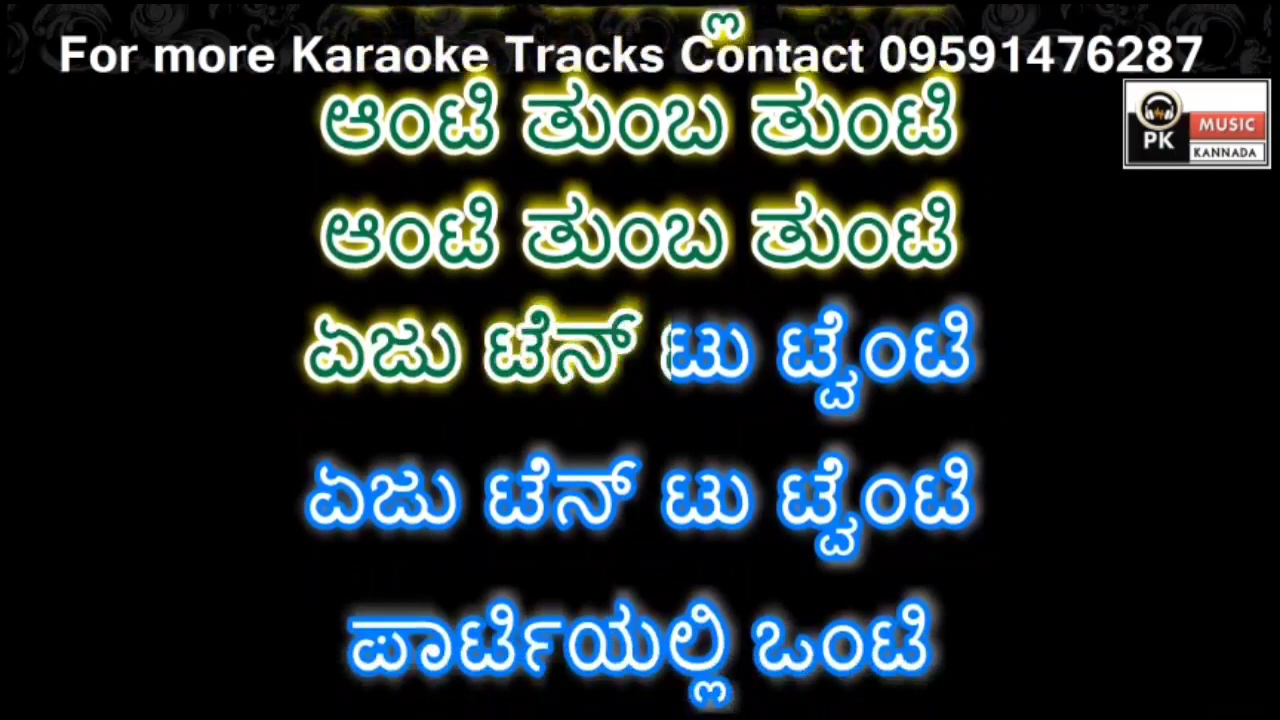 For more Karaoke Tracks Contact 09591476287
PK MUSIC KANNADA
ಆಂಟಿ ತುಂಬ ತುಂಟಿ
ಆಂಟಿ ತುಂಬ ತುಂಟಿ
ಏಜು ಟೆನ್ ಟು ಟ್ವೆಂಟಿ
ಏಜು ಟೆನ್ ಟು ಟ್ವೆಂಟಿ
ಪಾರ್ಟಿಯಲ್ಲಿ ಒಂಟಿ